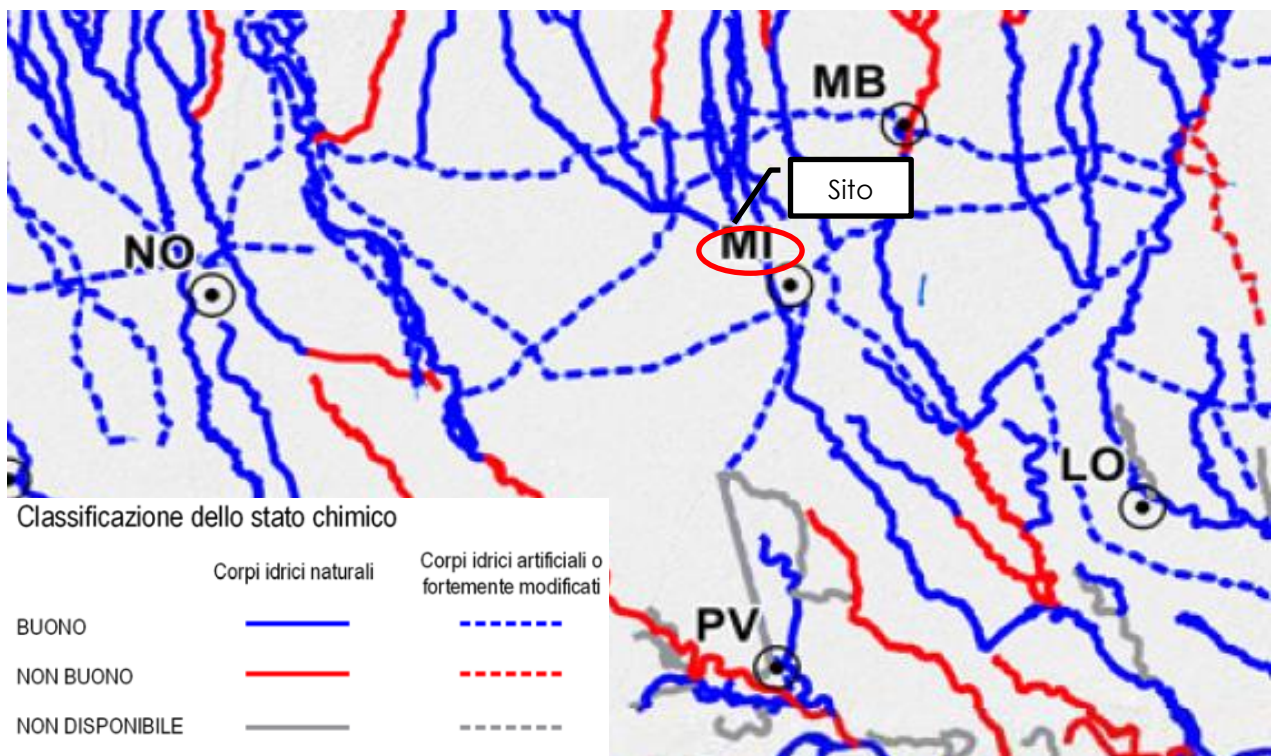 MB
Sito
NO
MI
LO
PV
Classificazione dello stato chimico
Corpi idrici naturali
Corpi idrici artificiali o
fortemente modificati
BUONO
NON BUONO
NON DISPONIBILE